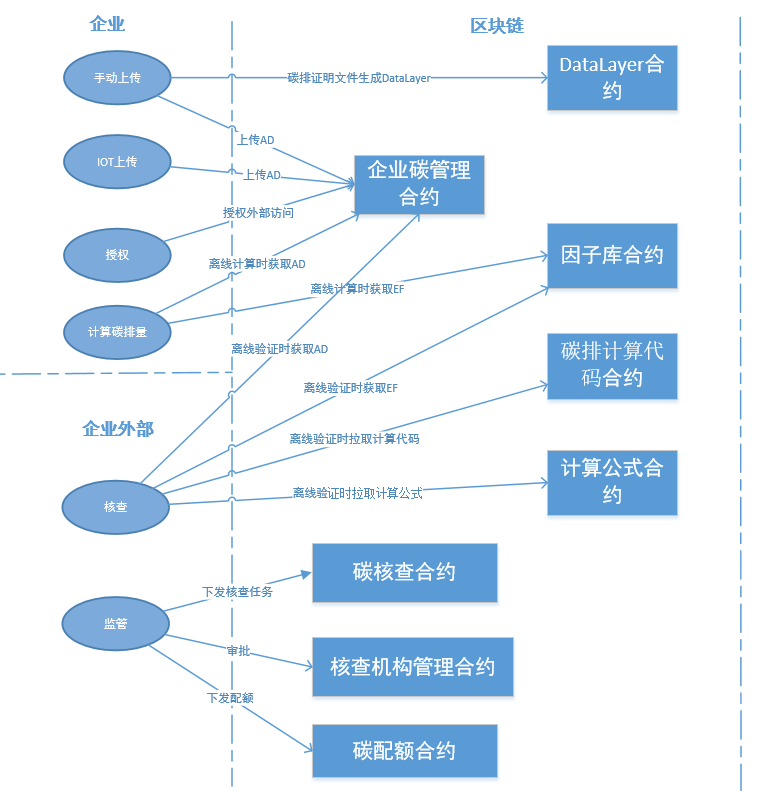 企业
区块链
手动上传
碳排证明文件生成DataLayer
DataLayer合
约
上传AD
IOT上传
上传AD
企业碳管理
合约
授权外部访问
授权
因子库合约
离线计算时获取AD
离线计算时获取EF
计算碳排量
离线验证时获取AD
碳排计算代
码合约
离线验证时获取EF
企业外部
离线验证时拉取计算代码
计算公式合
约
离线验证时拉取计算公式
核查
碳核查合约
下发核查任务
监管
审批
核查机构管理合约
下发配额
碳配额合约